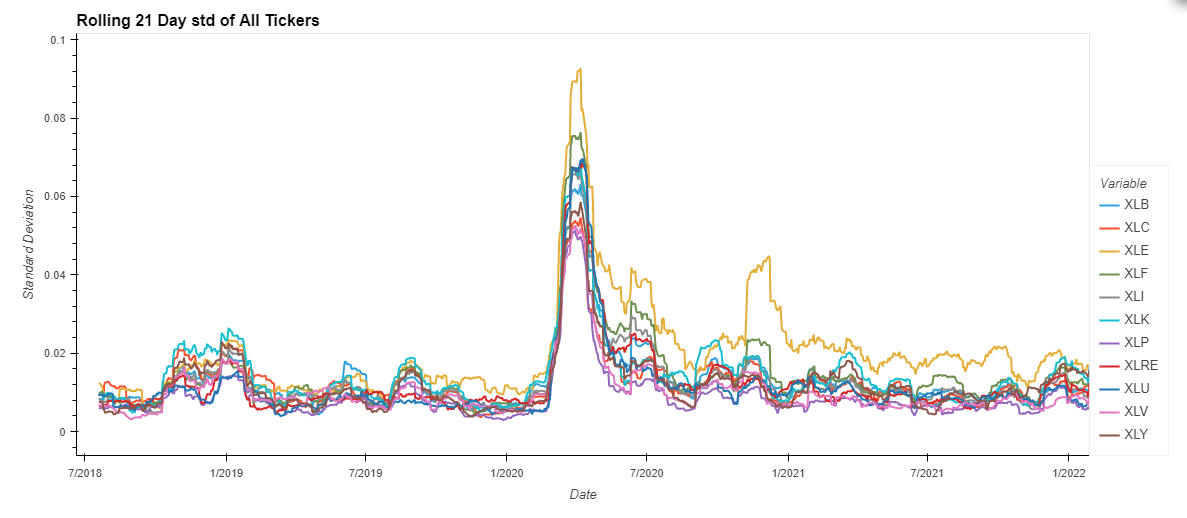 Rolling 21 Day std of All Tickers
0.1
0.08
0.06
0.04
0.02
0
Standard Deviation
7/2018 1/2019 7/2019 1/2020 7/2020 1/2021 7/2021 1/2022
Date
Variable
XLB
XLC
XLE
XLF
XLI
XLK
XLP
XLRE
XLU
XLV
XLY